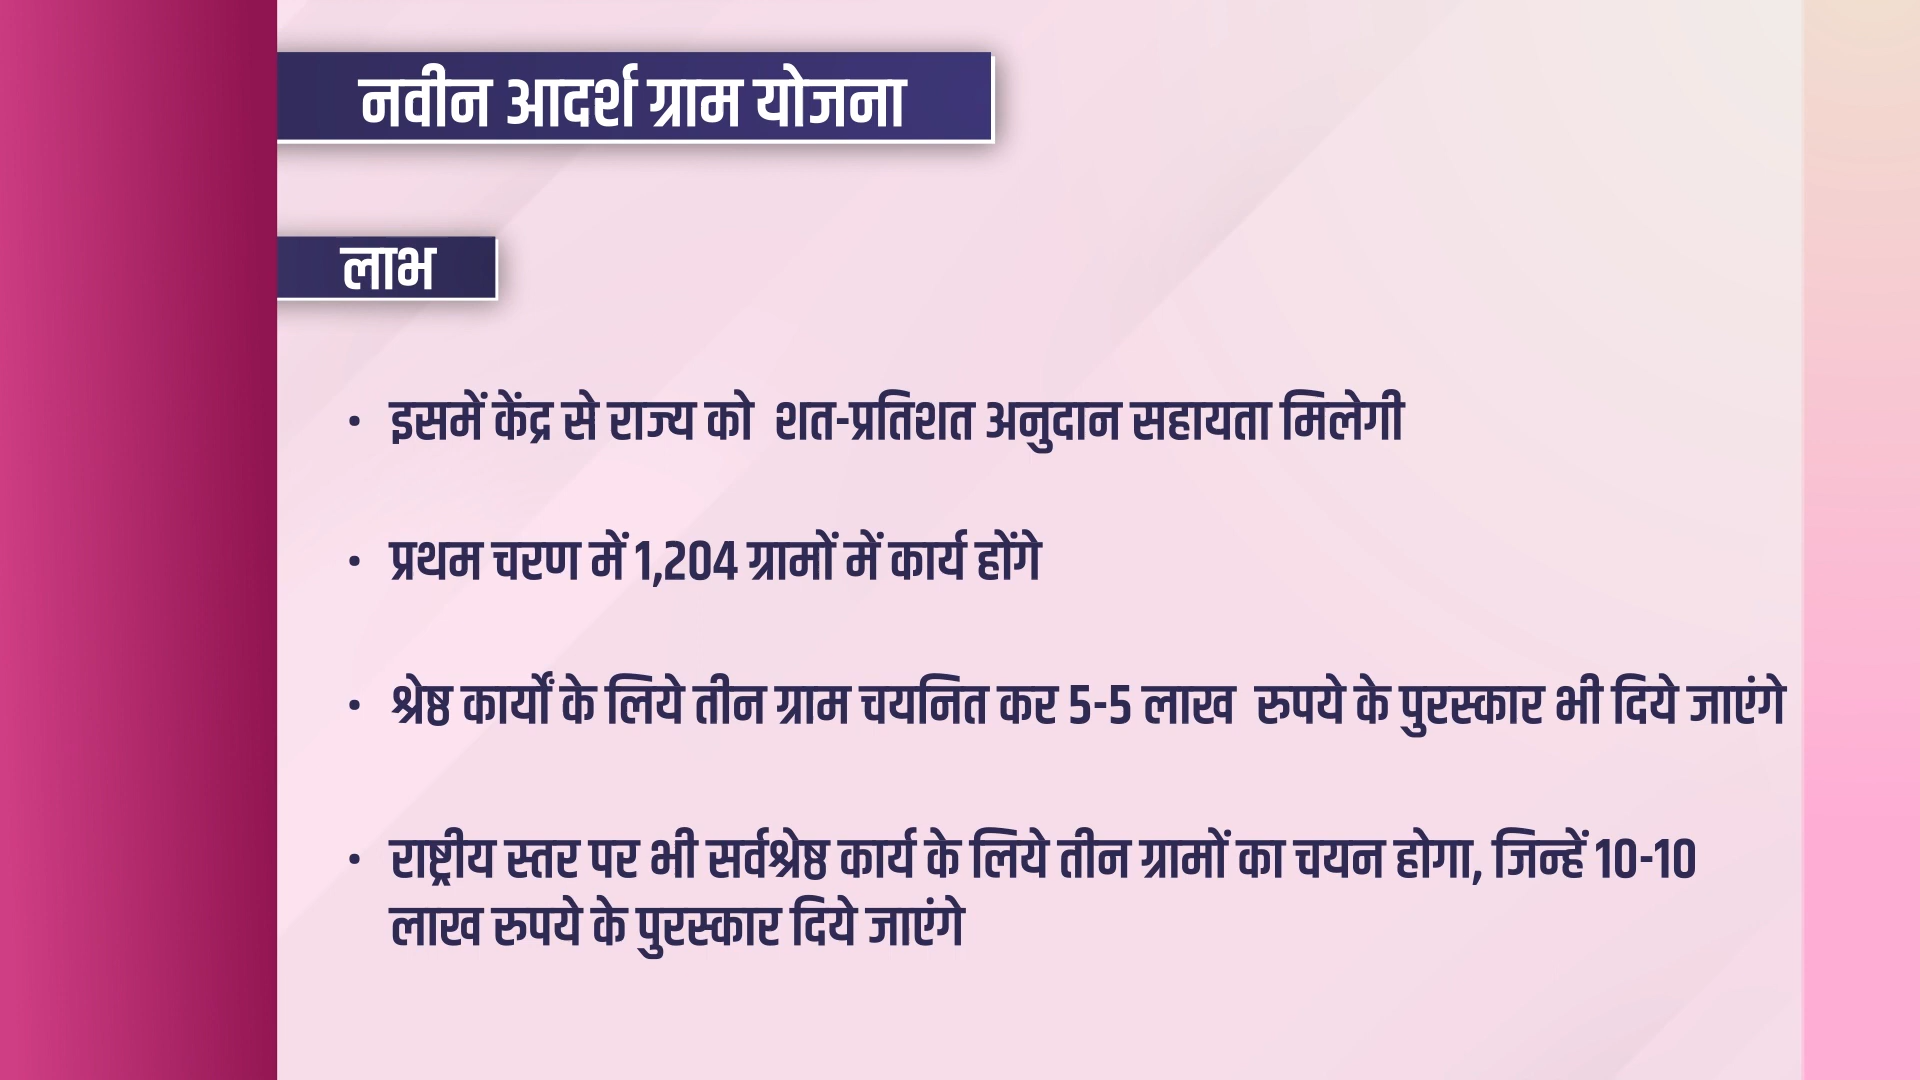 नवीन आदर्श ग्राम योजना
लाभ
• इसमें केंद्र से राज्य को शत-प्रतिशत अनुदान सहायता मिलेगी
• प्रथम चरण में 1,204 ग्रामों में कार्य होंगे
• श्रेष्ठ कार्यों के लिये तीन ग्राम चयनित कर 5-5 लाख रुपये के पुरस्कार भी दिये जाएंगे
• राष्ट्रीय स्तर पर भी सर्वश्रेष्ठ कार्य के लिये तीन ग्रामों का चयन होगा, जिन्हें 10-10
लाख रुपये के पुरस्कार दिये जाएंगे